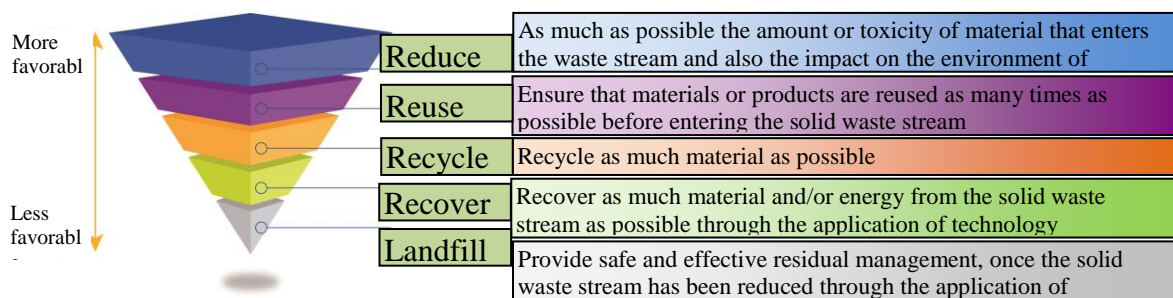 More
favorabl
Less
favorabl
Reduce
As much as possible the amount or toxicity of material that enters
the waste stream and also the impact on the environment of
Reuse
Ensure that materials or products are reused as many times as
possible before entering the solid waste stream
Recycle
Recycle as much material as possible
Recover
Recover as much material and/or energy from the solid waste
stream as possible through the application of technology
Landfill
Provide safe and effective residual management, once the solid
waste stream has been reduced through the application of